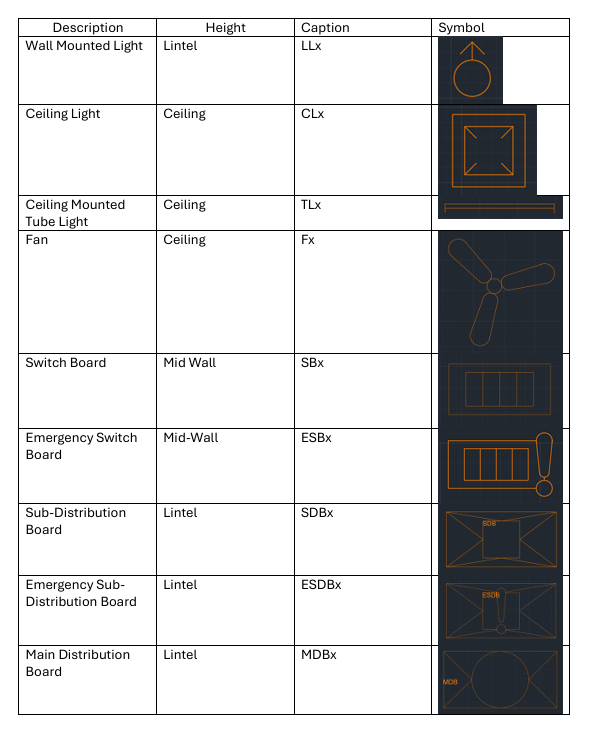 Description Height Caption Symbol
Wall Mounted Light Lintel LLx
Ceiling Light Ceiling CLx
Ceiling Mounted Ceiling TLx
Tube Light
Fan Ceiling Fx
Switch Board Mid Wall SBx
Emergency Switch Mid-Wall ESBx
Board
Sub-Distribution Lintel SDBx
Board
SDB
Emergency Sub- Lintel ESDBx
Distribution Board
ESDB
Main Distribution Lintel MDBx
Board
MDB